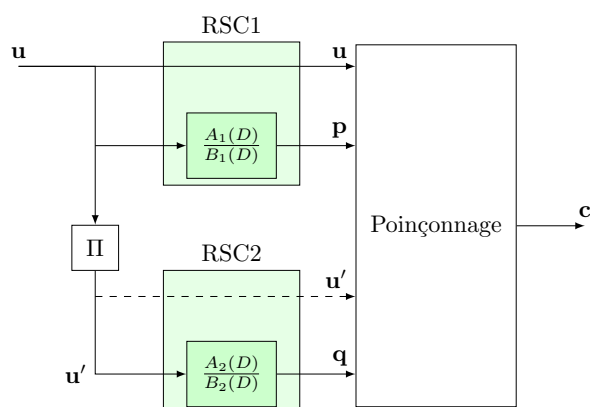 RSC1
u u
p
A₁(D)
B₁(D)
c
Poinçonnage
Π
RSC2
u'
u' q
A₂(D)
B₂(D)